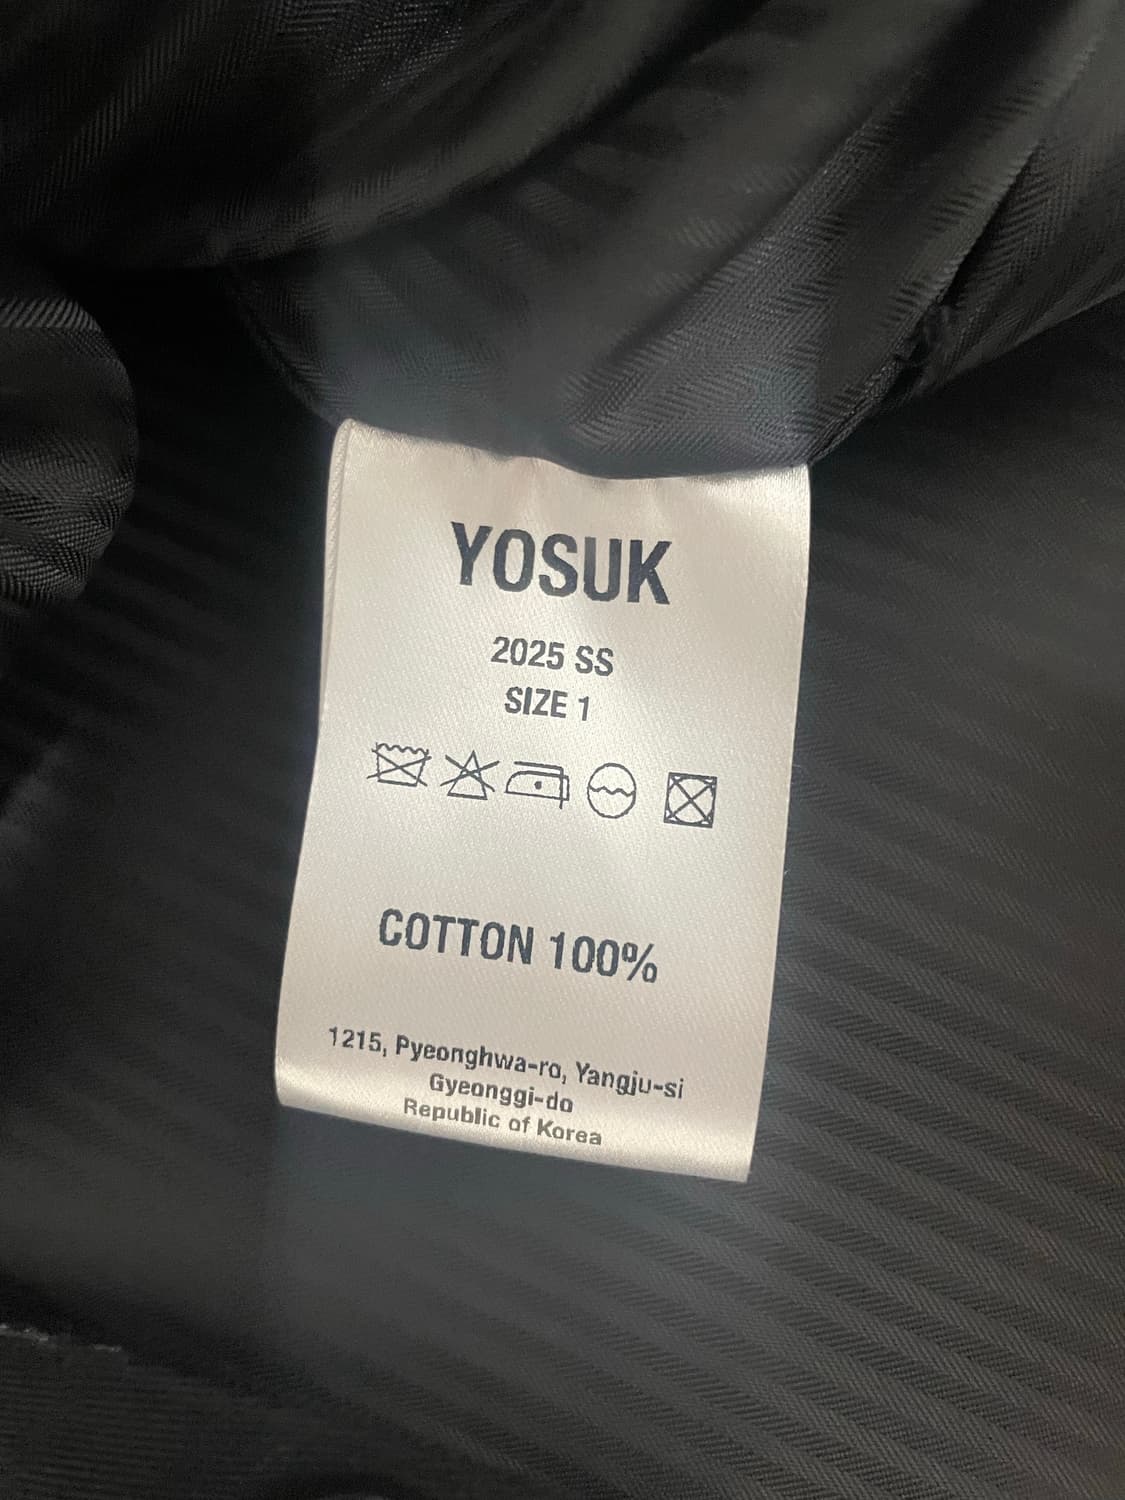 YOSUK
2025 SS
SIZE 1
COTTON 100%
1215, Pyeonghwa-ro, Yangju-si
Gyeonggi-do
Republic of Korea